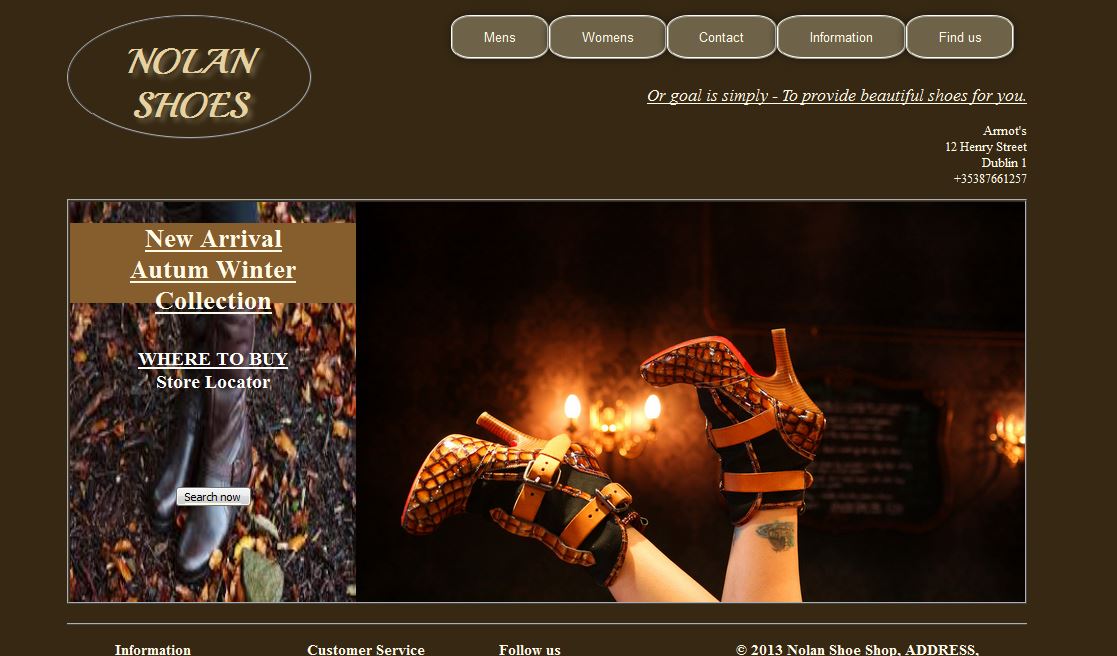 NOLAN
SHOES
Mens
Womens
Contact
Information
Find us
Or goal is simply - To provide beautiful shoes for you.
Armot's
12 Henry Street
Dublin 1
+35387661257
New Arrival
Autum Winter
Collection
WHERE TO BUY
Store Locator
Search now
Information
Customer Service
Follow us
© 2013 Nolan Shoe Shop, ADDRESS,